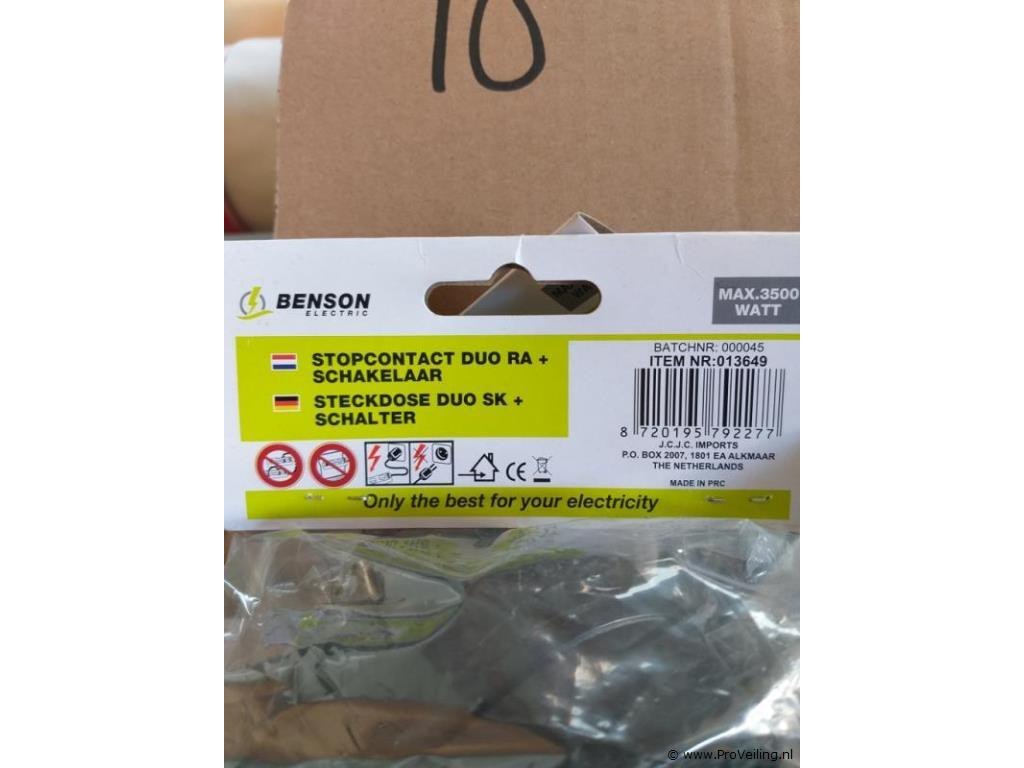 10
BENSON
ELECTRIC
MAX.3500
WATT
STOPCONTACT DUO RA +
SCHAKELAAR
STECKDOSE DUO SK +
SCHALTER
BATCHNR: 000045
ITEM NR:013649
8 720195 792277
J.C.J.C. IMPORTS
P.O. BOX 2007, 1801 EA ALKMAAR
THE NETHERLANDS
MADE IN PRC
CE
Only the best for your electricity
© www.ProVeiling.nl